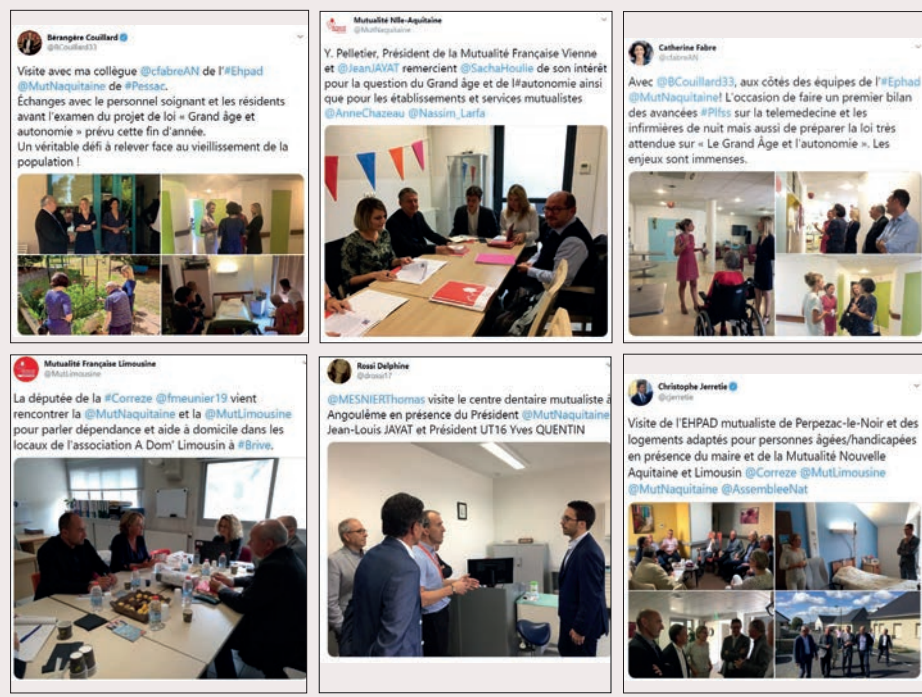 Bérangère Couillard
@BCouillard33
Visite avec ma collègue @cfabreAN de l'#Ehpad
@MutNaquitaine de #Pessac.
Échanges avec le personnel soignant et les résidents
avant l'examen du projet de loi « Grand âge et
autonomie » prévu cette fin d'année.
Un véritable défi à relever face au vieillissement de la
population !
Mutualité Nlle-Aquitaine
@MutNaquitaine
Y. Pelletier, Président de la Mutualité Française Vienne
et @JeanJAYAT remercient @SachaHoulie de son intérêt
pour la question du Grand âge et de l#autonomie ainsi
que pour les établissements et services mutualistes
@AnneChazeau @Nassim_Larfa
Catherine Fabre
@cfabreAN
Avec @BCouillard33, aux côtés des équipes de l'#Ephad
@MutNaquitaine! L'occasion de faire un premier bilan
des avancées #Plfss sur la telemedecine et les
infirmières de nuit mais aussi de préparer la loi très
attendue sur « Le Grand Âge et l'autonomie ». Les
enjeux sont immenses.
Mutualité Française Limousine
@MutLimousine
La députée de la #Correze @fmeunier19 vient
rencontrer la @MutNaquitaine et la @MutLimousine
pour parler dépendance et aide à domicile dans les
locaux de l'association A Dom' Limousin à #Brive.
Rossi Delphine
@drossi17
@MESNIERThomas visite le centre dentaire mutualiste à
Angoulême en présence du Président @MutNaquitaine
Jean-Louis JAYAT et Président UT16 Yves QUENTIN
Christophe Jerretie
@cjerretie
Visite de l'EHPAD mutualiste de Perpezac-le-Noir et des
logements adaptés pour personnes âgées/handicapées
en présence du maire et de la Mutualité Nouvelle
Aquitaine et Limousin @Correze @MutLimousine
@MutNaquitaine @AssembleeNat